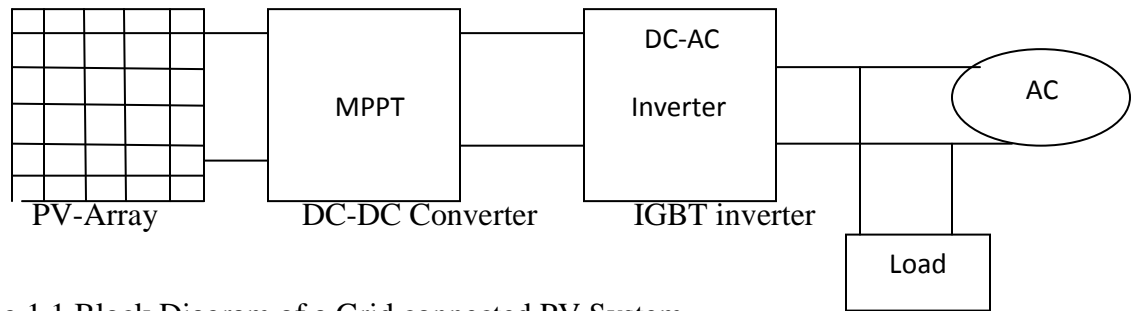 DC-AC
AC
MPPT
Inverter
PV-Array
DC-DC Converter
IGBT inverter
Load
1.1 Block Diagram of a Grid connected PV System